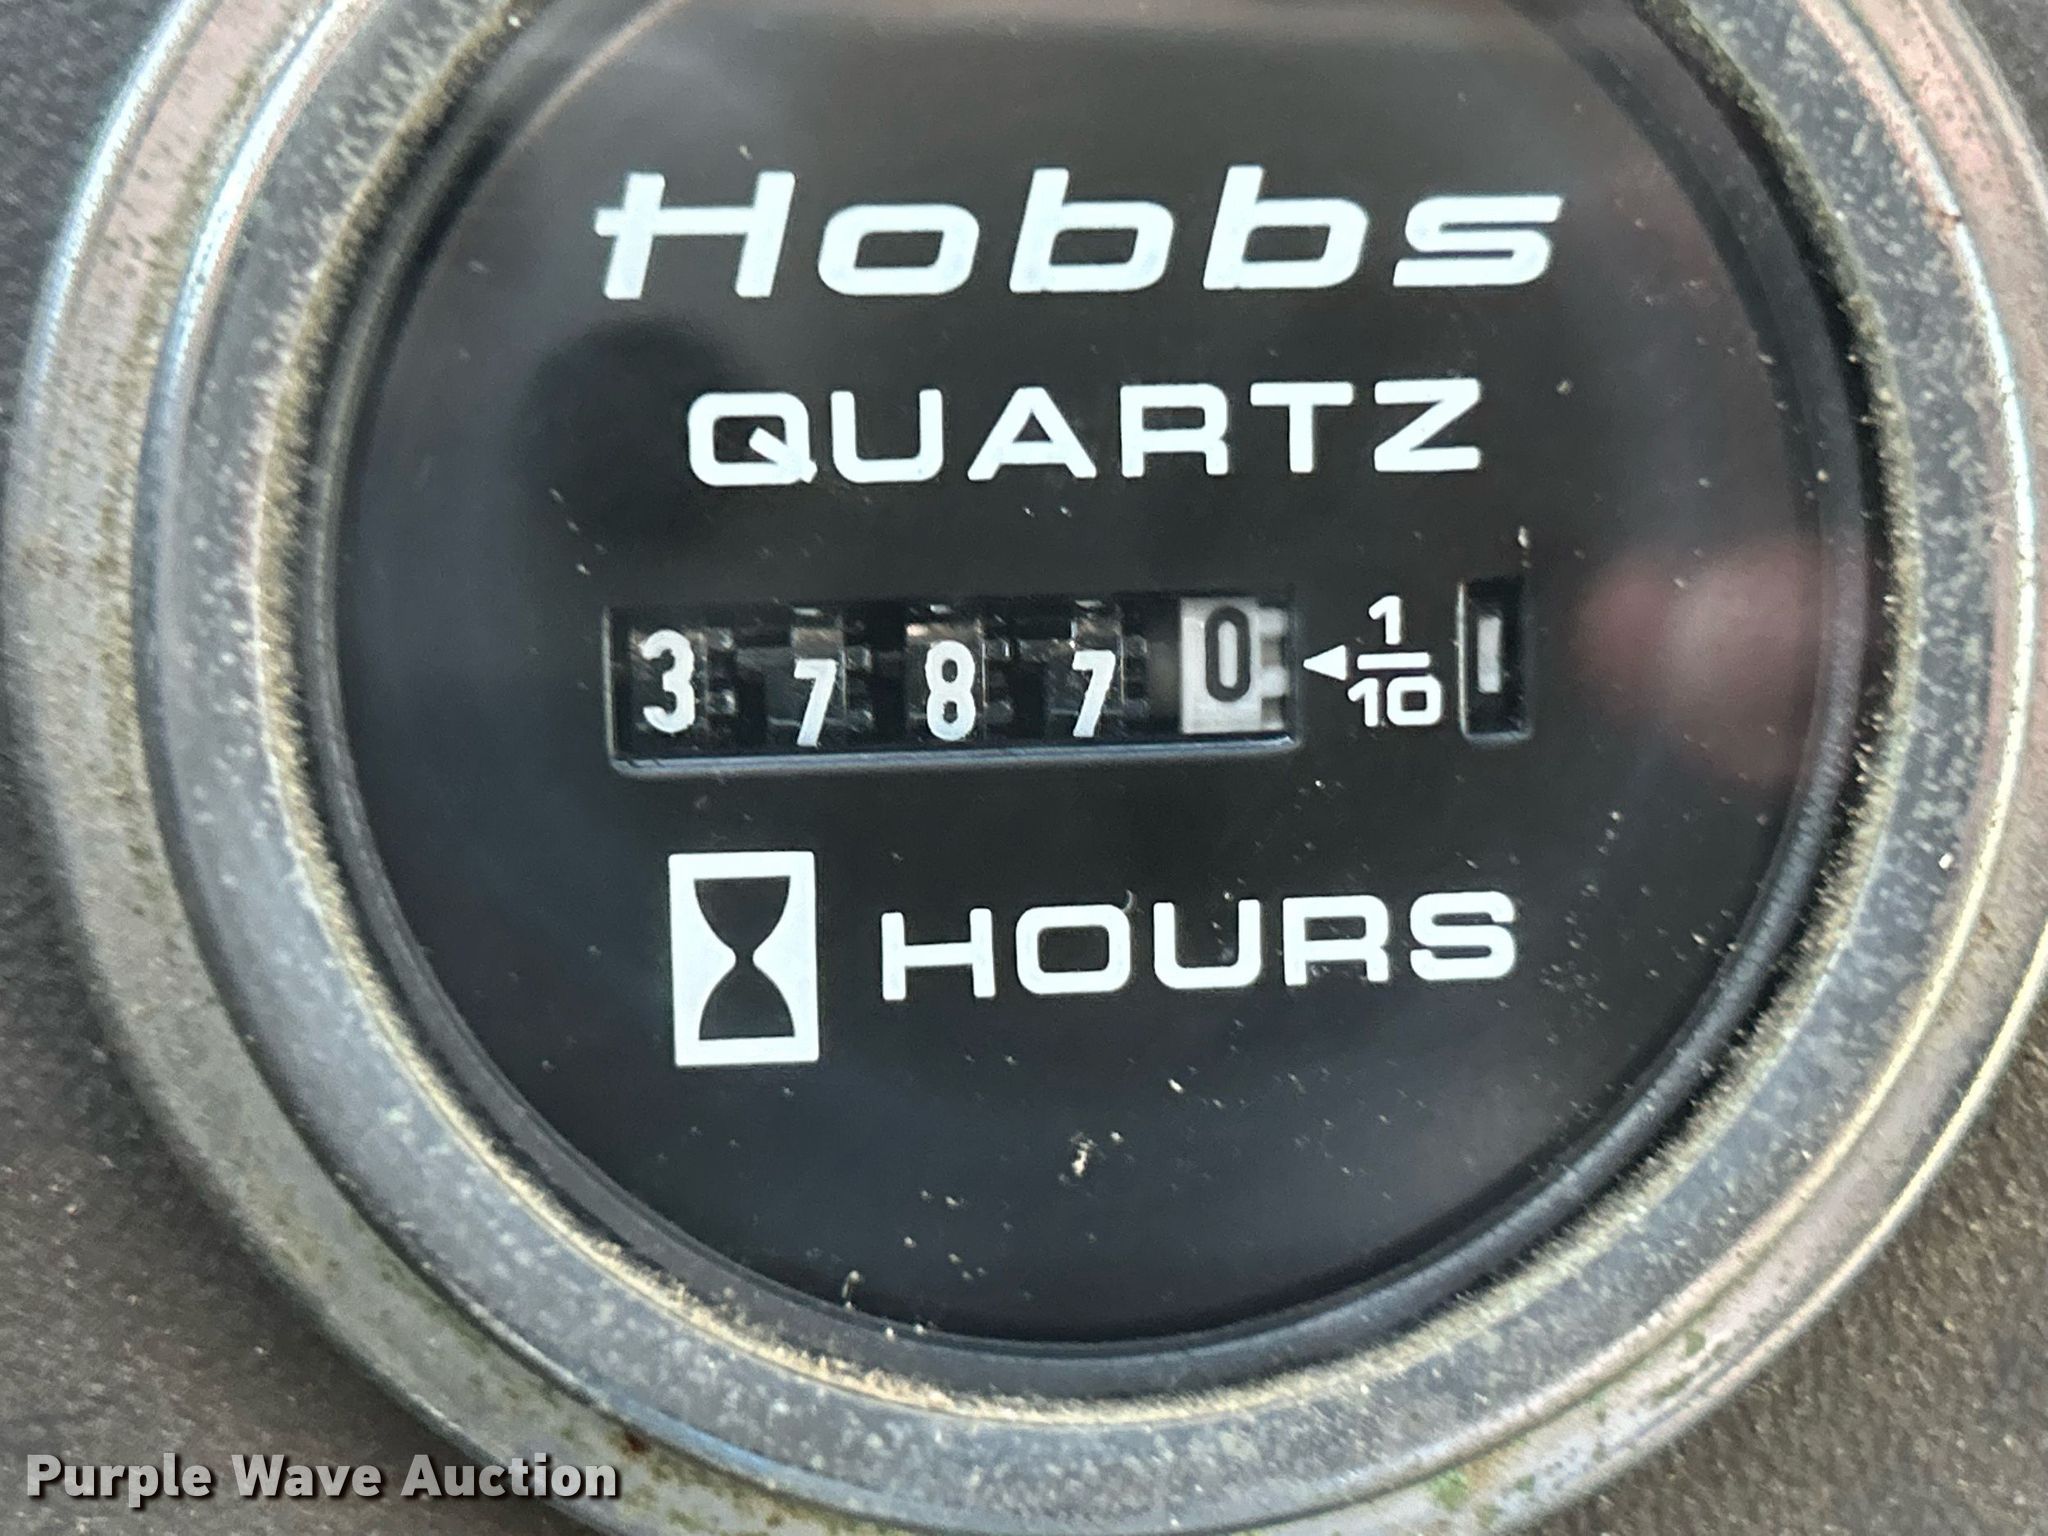 Hobbs
QUARTZ
3 7 8 7 0 1/10
HOURS
Purple Wave Auction